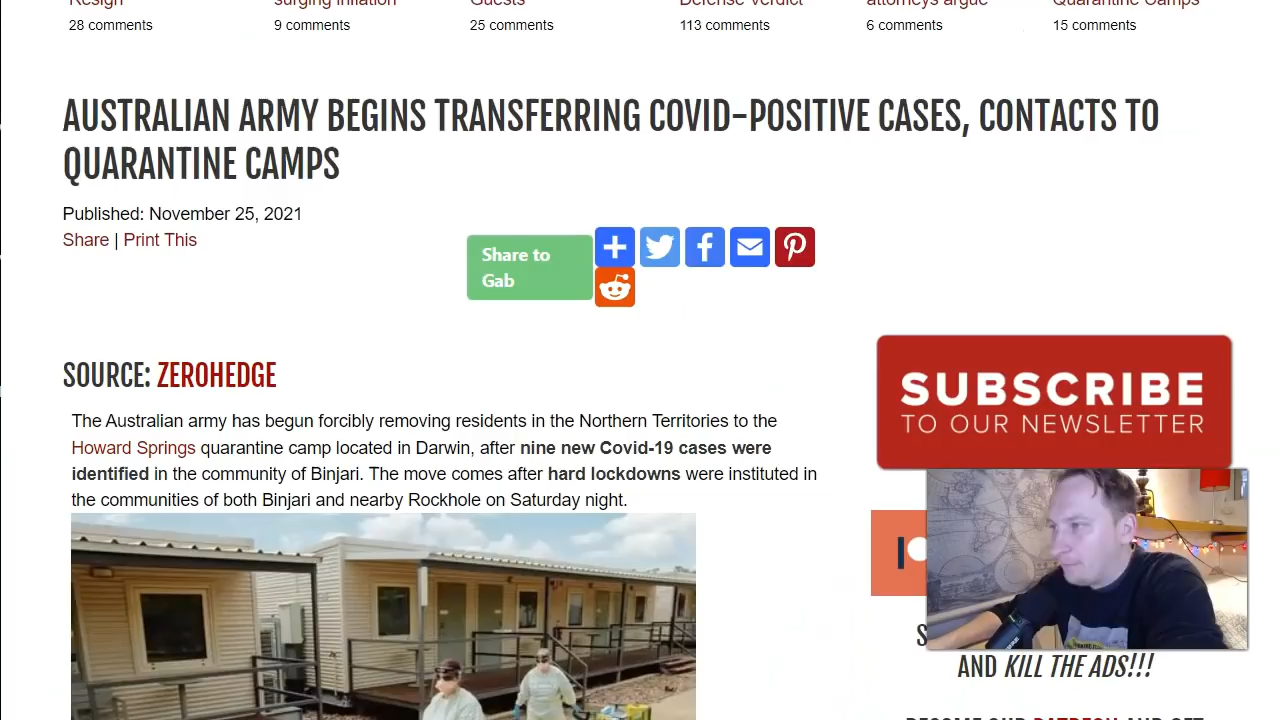 Resign
surging inflation
Guests
Defense Verdict
attorneys argue
Quarantine Camps
28 comments
9 comments
25 comments
113 comments
6 comments
15 comments
AUSTRALIAN ARMY BEGINS TRANSFERRING COVID-POSITIVE CASES, CONTACTS TO
QUARANTINE CAMPS
Published: November 25, 2021
Share | Print This
Share to
Gab
SOURCE: ZEROHEDGE
The Australian army has begun forcibly removing residents in the Northern Territories to the
Howard Springs quarantine camp located in Darwin, after nine new Covid-19 cases were
identified in the community of Binjari. The move comes after hard lockdowns were instituted in
the communities of both Binjari and nearby Rockhole on Saturday night.
SUBSCRIBE
TO OUR NEWSLETTER
AND KILL THE ADS!!!